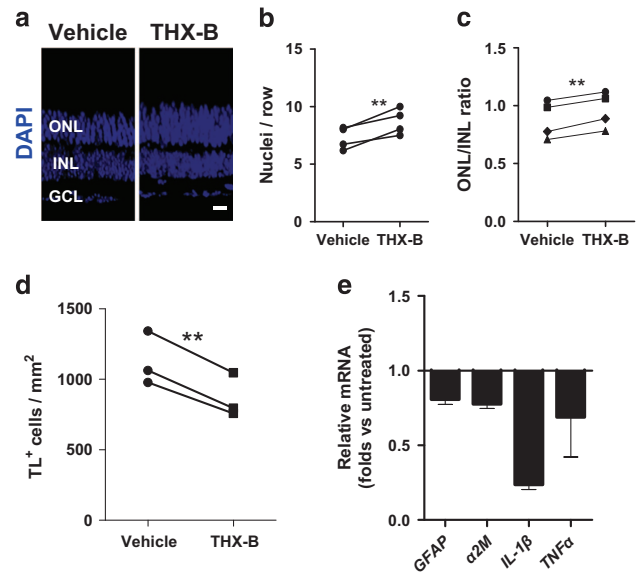 a
Vehicle THX-B
DAPI
ONL
INL
GCL
b
Nuclei / row
15
10
5
0
**
Vehicle THX-B
c
ONL/INL ratio
1.5
1.0
0.5
0.0
**
Vehicle THX-B
d
TL+ cells / mm2
1500
1000
500
0
**
Vehicle THX-B
e
Relative mRNA
(folds vs untreated)
1.5
1.0
0.5
0.0
GFAP
α2M
IL-1β
TNFα